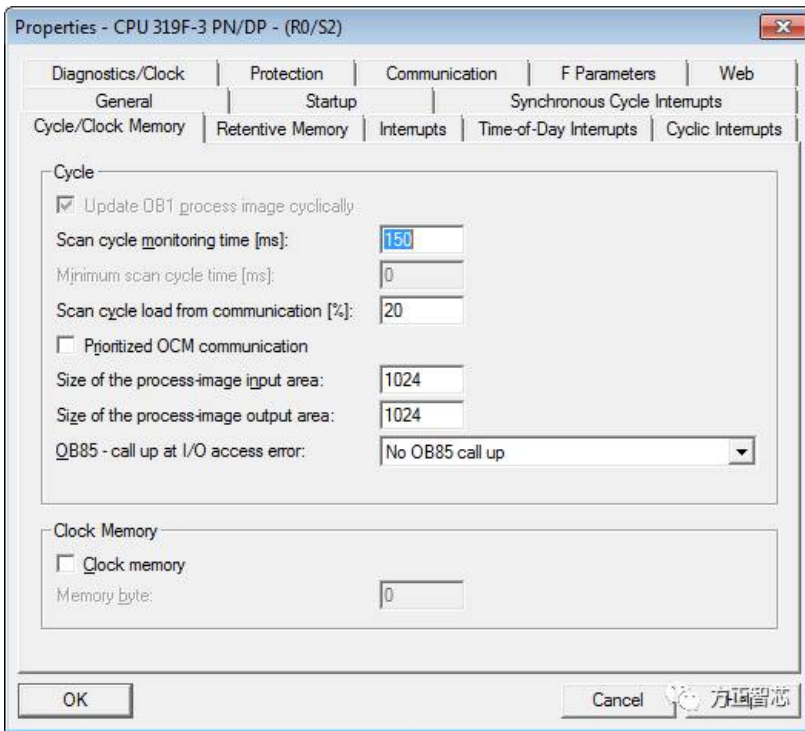 Properties - CPU 319F-3 PN/DP - (R0/S2)
Diagnostics/Clock Protection Communication F Parameters Web
General Startup Synchronous Cycle Interrupts
Cycle/Clock Memory Retentive Memory Interrupts Time-of-Day Interrupts Cyclic Interrupts
Cycle
Update OB1 process image cyclically
Scan cycle monitoring time [ms]: 150
Minimum scan cycle time [ms]: 0
Scan cycle load from communication [%]: 20
Prioritized OCM communication
Size of the process-image input area: 1024
Size of the process-image output area: 1024
OB85 - call up at I/O access error: No OB85 call up
Clock Memory
Clock memory
Memory byte: 0
OK Cancel 方正智芯